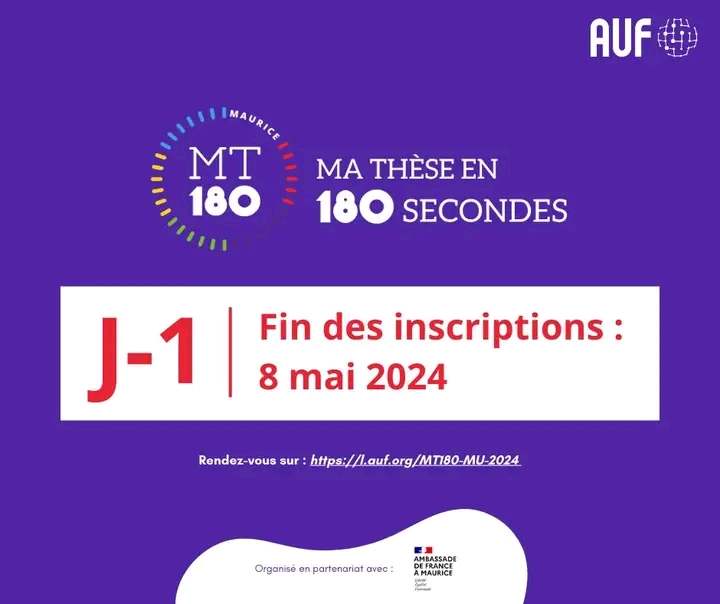 AUF
MAURICE
MT
180
MA THÈSE EN
180 SECONDES
J-1
Fin des inscriptions :
8 mai 2024
Rendez-vous sur : https://l.auf.org/MT180-MU-2024
Organisé en partenariat avec :
AMBASSADE
DE FRANCE
À MAURICE